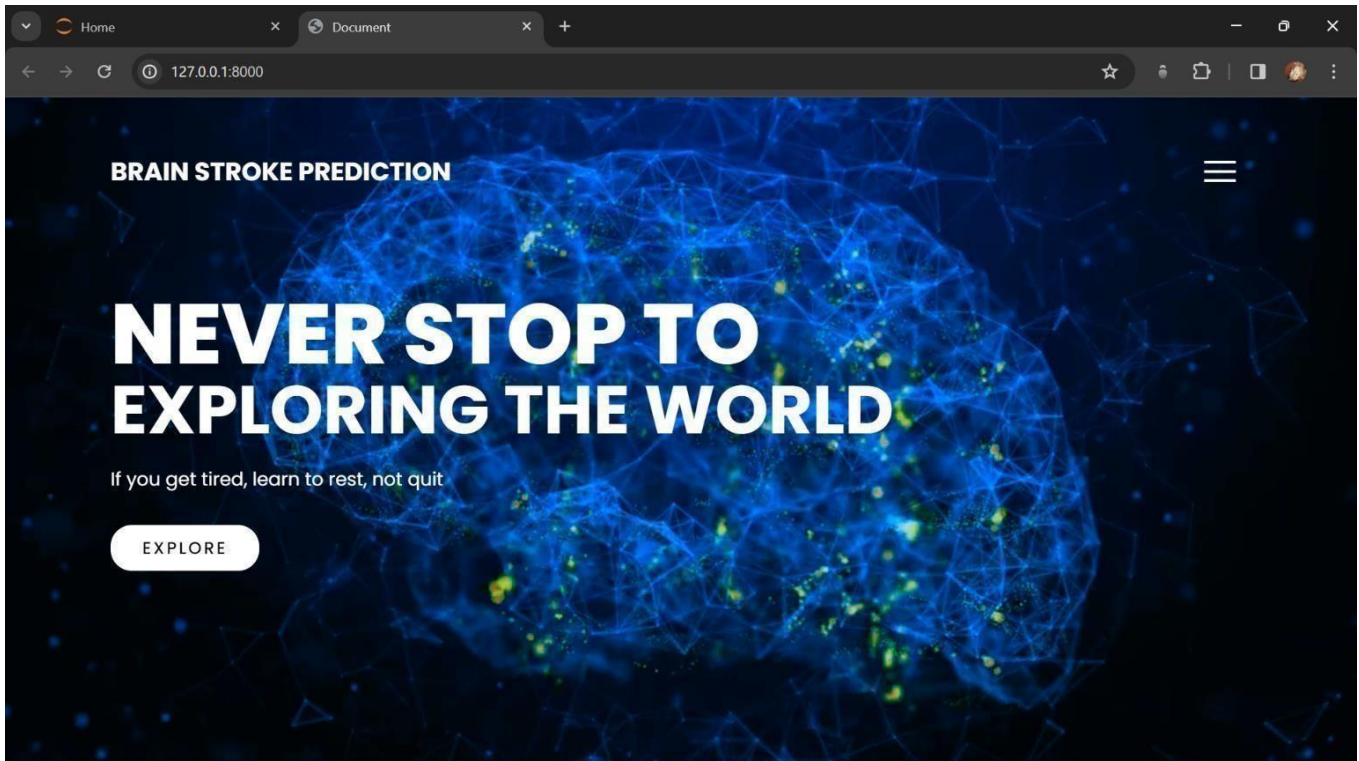 Home
Document
127.0.0.1:8000
BRAIN STROKE PREDICTION
NEVER STOP TO
EXPLORING THE WORLD
If you get tired, learn to rest, not quit
EXPLORE